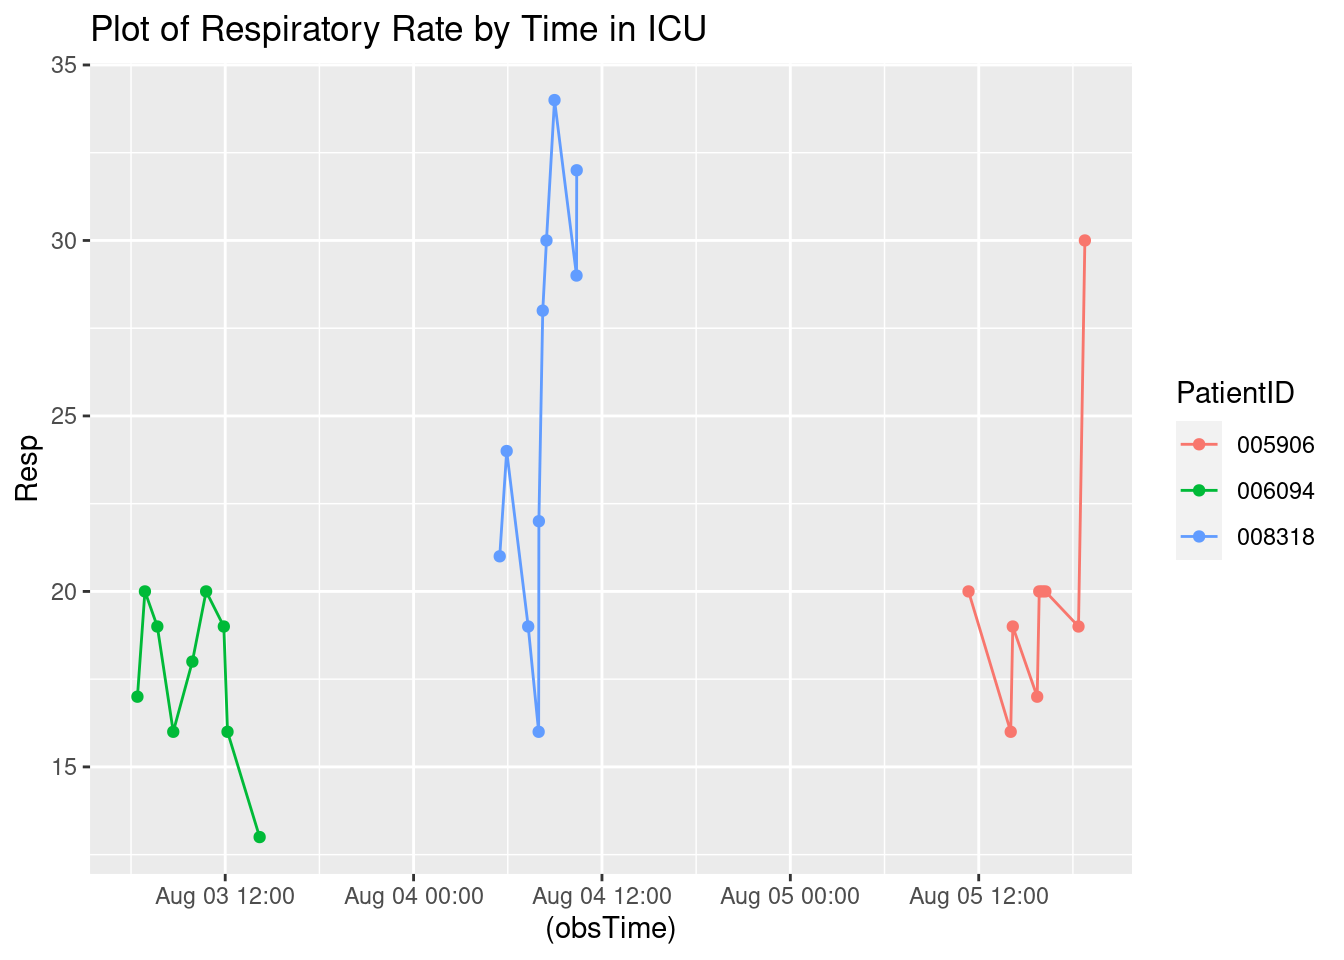 Plot of Respiratory Rate by Time in ICU
35
30
25
20
15
Resp
Aug 03 12:00 Aug 04 00:00 Aug 04 12:00 Aug 05 00:00 Aug 05 12:00
(obsTime)
PatientID
005906
006094
008318